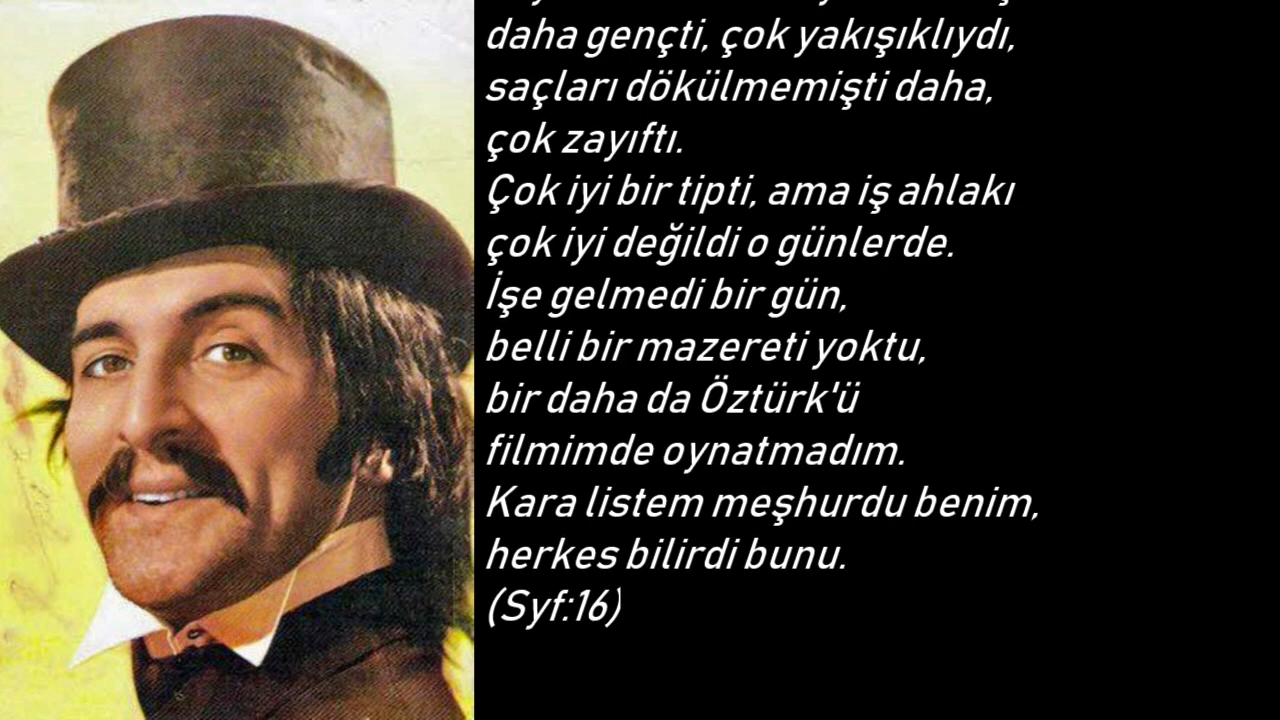 daha gençti, çok yakışıklıydı,
saçları dökülmemişti daha,
çok zayıftı.
Çok iyi bir tipti, ama iş ahlakı
çok iyi değildi o günlerde.
İşe gelmedi bir gün,
belli bir mazereti yoktu,
bir daha da Öztürk'ü
filmimde oynatmadım.
Kara listem meşhurdu benim,
herkes bilirdi bunu.
(Syf:16)